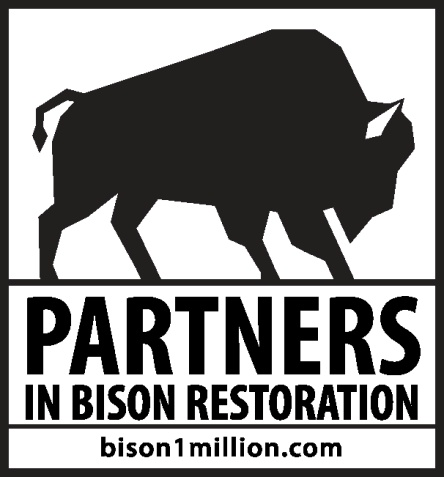 PARTNERS
IN BISON RESTORATION
bison1million.com